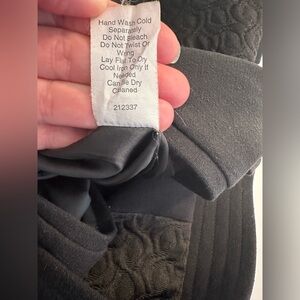 Hand Wash Cold
Separately
Do Not Bleach
Do Not Twist Or
Wring
Lay Flat To Dry
Cool Iron Only If
Needed
Can Be Dry
Cleaned
212337